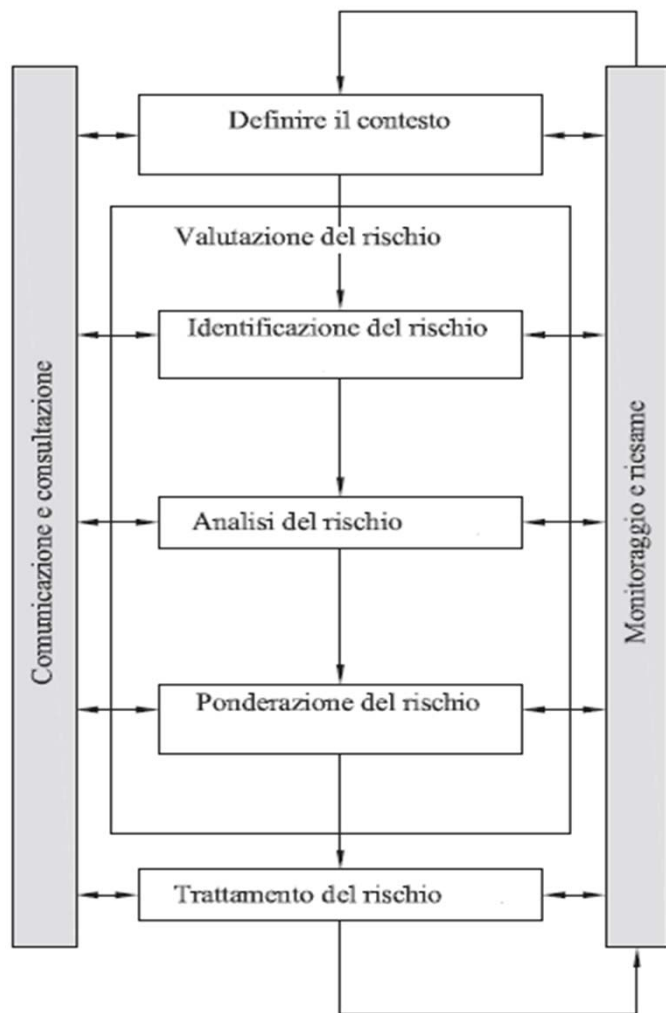 Definire il contesto
Valutazione del rischio
Identificazione del rischio
Analisi del rischio
Ponderazione del rischio
Trattamento del rischio
Comunicazione e consultazione
Monitoraggio e riesame